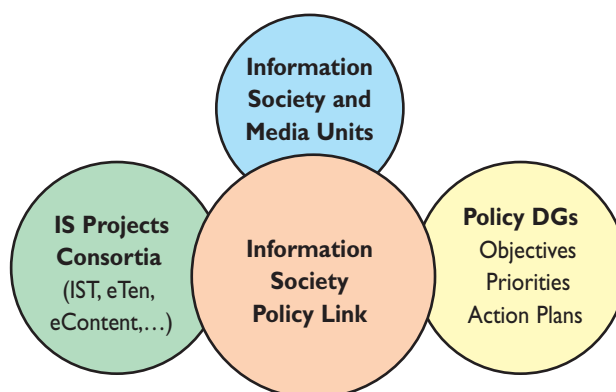 Information
Society and
Media Units
IS Projects
Consortia
(IST, eTen,
eContent,…)
Information
Society
Policy Link
Policy DGs
Objectives
Priorities
Action Plans